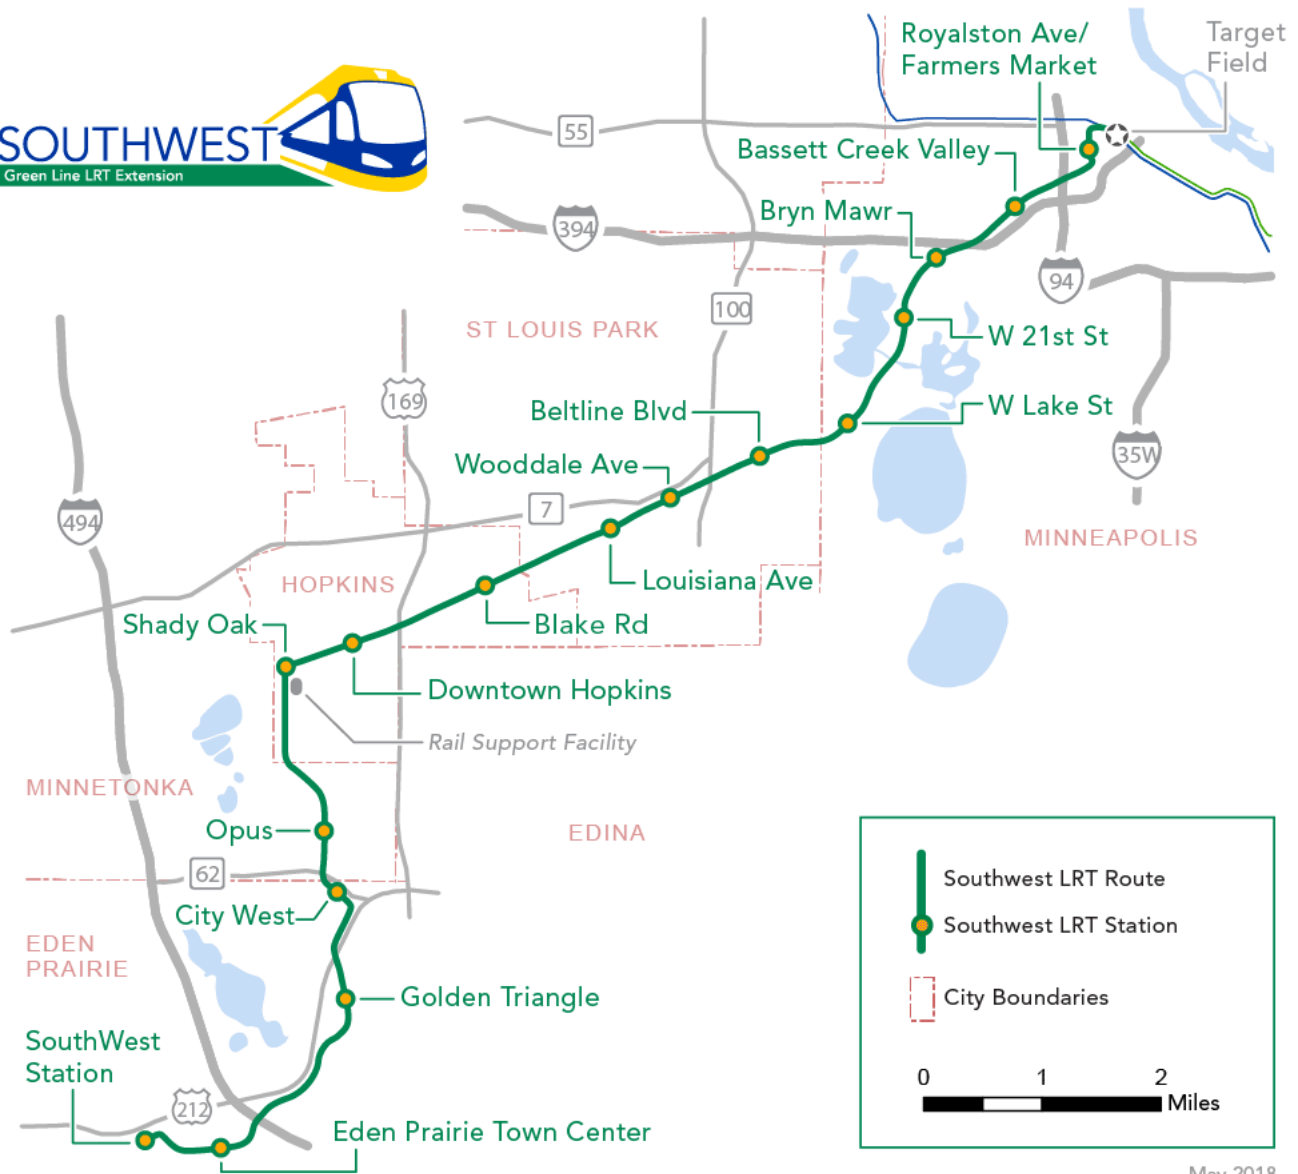 Royalston Ave/
Farmers Market
Target
Field
SOUTHWEST
Green Line LRT Extension
55
Bassett Creek Valley
Bryn Mawr
394
94
100
ST LOUIS PARK
W 21st St
169
Beltline Blvd
W Lake St
35W
Wooddale Ave
7
494
MINNEAPOLIS
HOPKINS
Louisiana Ave
Shady Oak
Blake Rd
Downtown Hopkins
Rail Support Facility
MINNETONKA
Opus
EDINA
62
City West
EDEN
PRAIRIE
Golden Triangle
SouthWest
Station
212
Eden Prairie Town Center
Southwest LRT Route
Southwest LRT Station
City Boundaries
0 1 2
Miles
May 2018